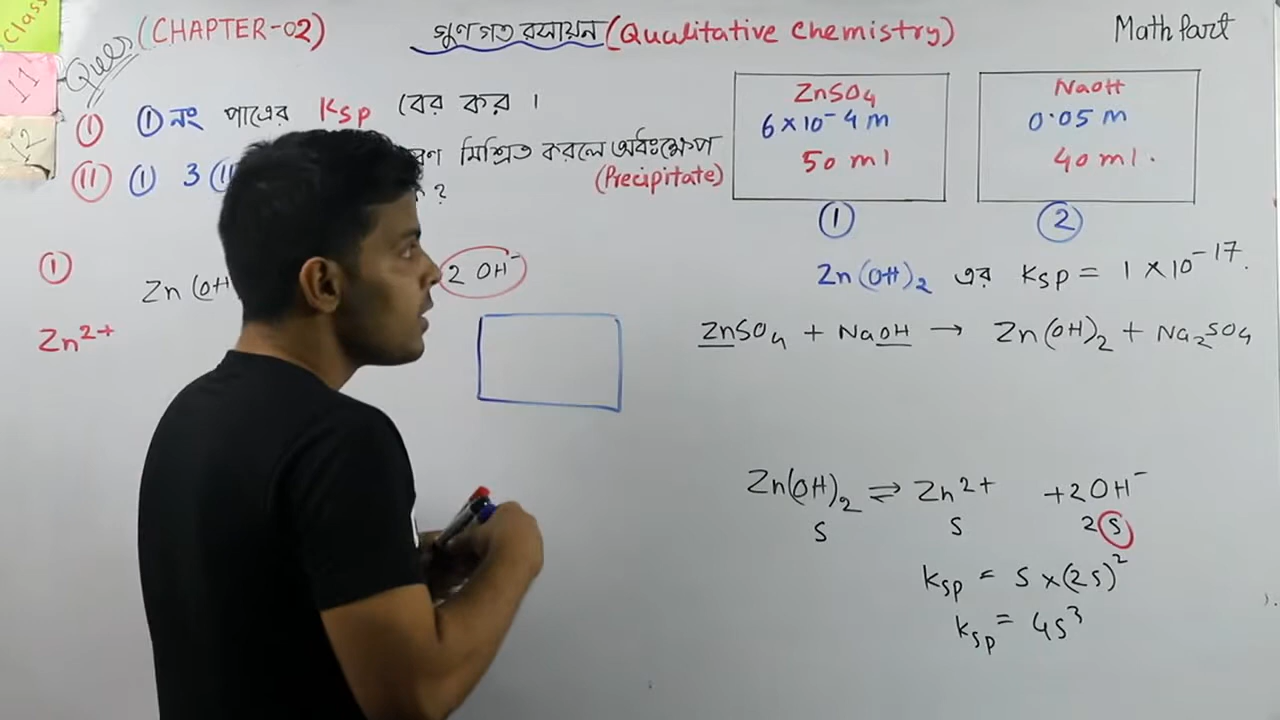 Class
11
12
Ques
(CHAPTER-02)
গুণগত রসায়ন (Qualitative Chemistry)
Math Part
① ① নং পাত্রের Ksp বের কর ।
② ① 3 মিশ্রিত করলে অধঃক্ষেপ
(Precipitate)
?
ZnSO4
6×10-4 m
50 ml
①
NaOH
0.05 m
40 ml.
②
Zn(OH)2 এর Ksp = 1 × 10-17.
ZnSO4 + NaOH → Zn(OH)2 + Na2SO4
①
Zn(OH
2 OH-
Zn2+
Zn(OH)2 ⇌ Zn2+ +2OH-
S S 2S
Ksp = S ×(2S)2
Ksp = 4S3